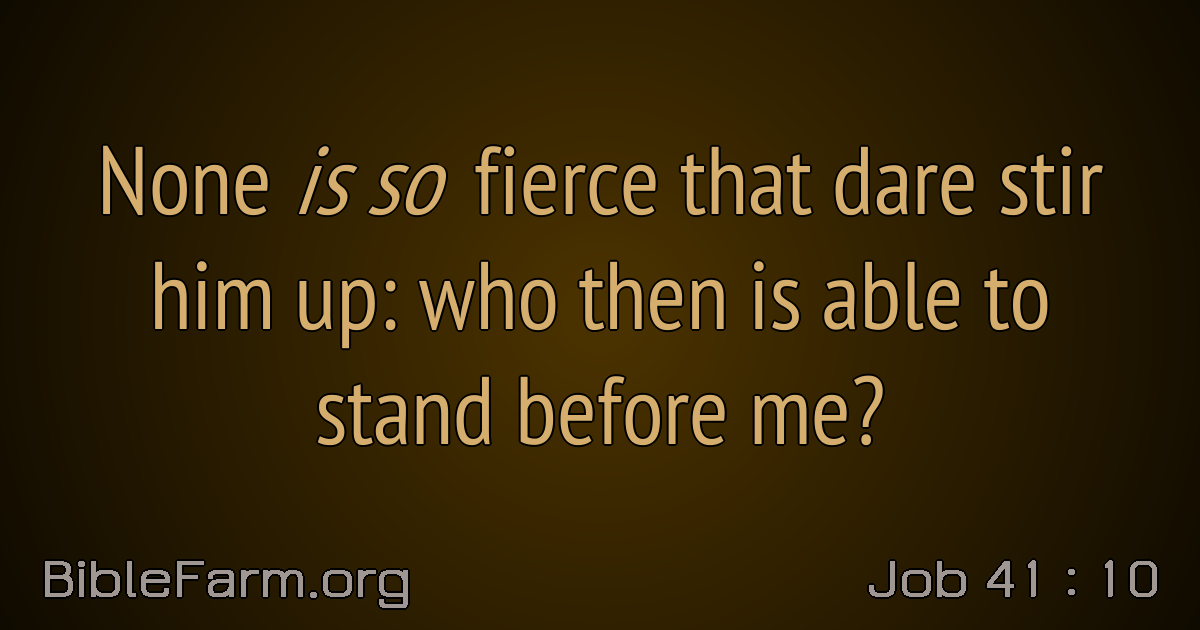 None is so fierce that dare stir
him up: who then is able to
stand before me?
BibleFarm.org
Job 41 : 10